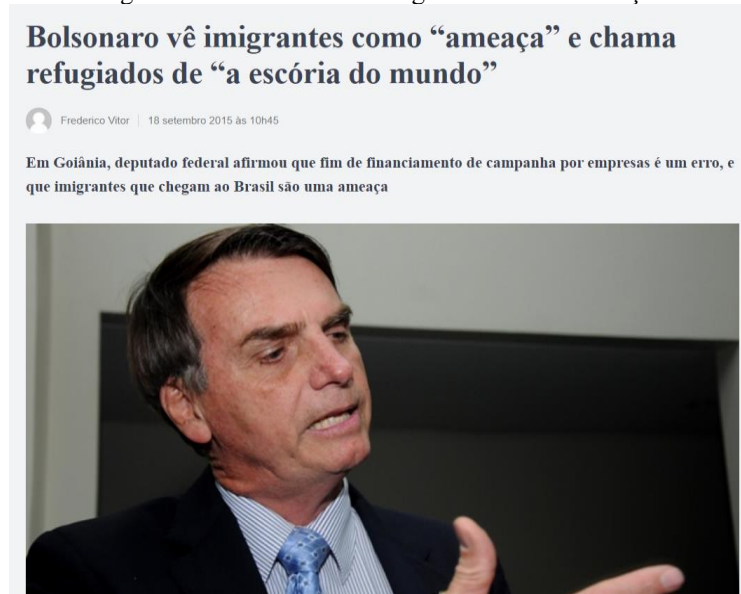 Bolsonaro vê imigrantes como “ameaça” e chama
refugiados de “a escória do mundo”
Frederico Vitor | 18 setembro 2015 às 10h45
Em Goiânia, deputado federal afirmou que fim de financiamento de campanha por empresas é um erro, e
que imigrantes que chegam ao Brasil são uma ameaça